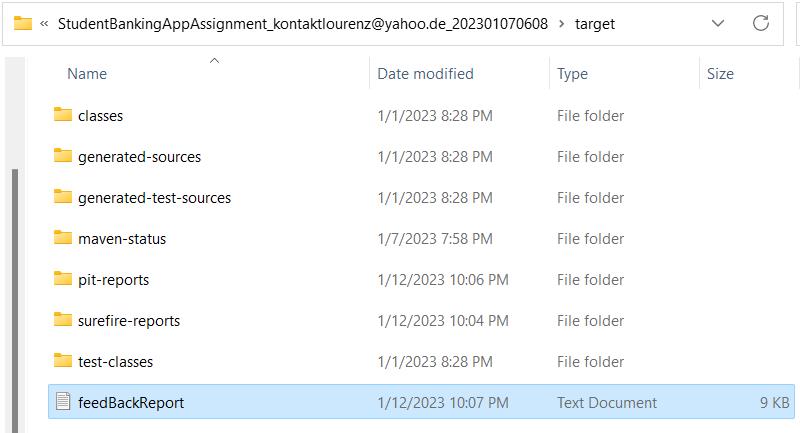 « StudentBankingAppAssignment_kontaktlourenz@yahoo.de_202301070608 > target
Name Date modified Type Size
classes 1/1/2023 8:28 PM File folder
generated-sources 1/1/2023 8:28 PM File folder
generated-test-sources 1/1/2023 8:28 PM File folder
maven-status 1/7/2023 7:58 PM File folder
pit-reports 1/12/2023 10:06 PM File folder
surefire-reports 1/12/2023 10:04 PM File folder
test-classes 1/1/2023 8:28 PM File folder
feedBackReport 1/12/2023 10:07 PM Text Document 9 KB